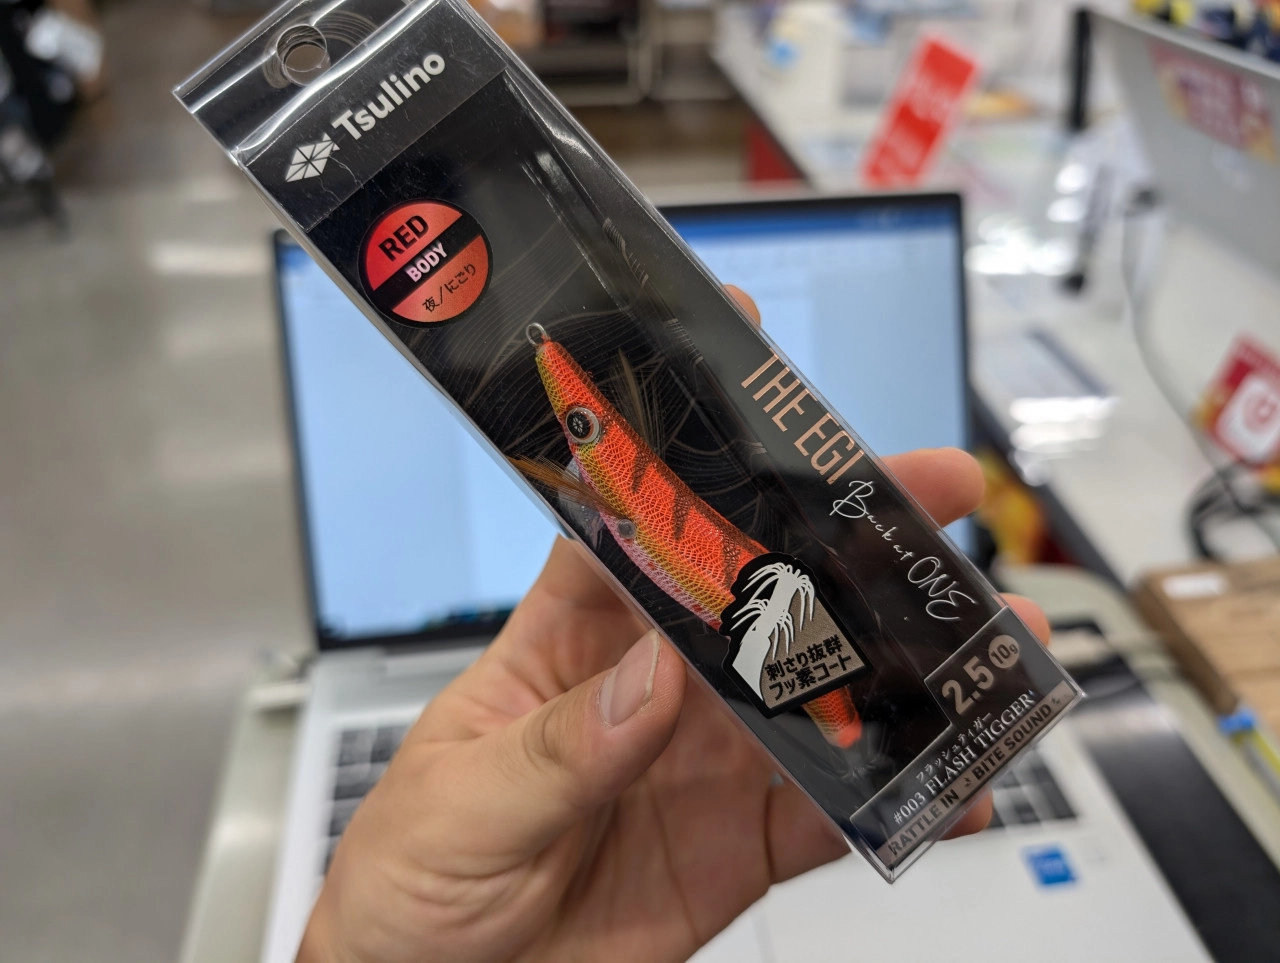 Tsulino
RED
BODY
夜/にごり
THE EGI
Back at ONE
刺さり抜群
フッ素コート
2.5 10g
フラッシュティガー
#003 FLASH TIGGER
RATTLE IN ♪ BITE SOUND